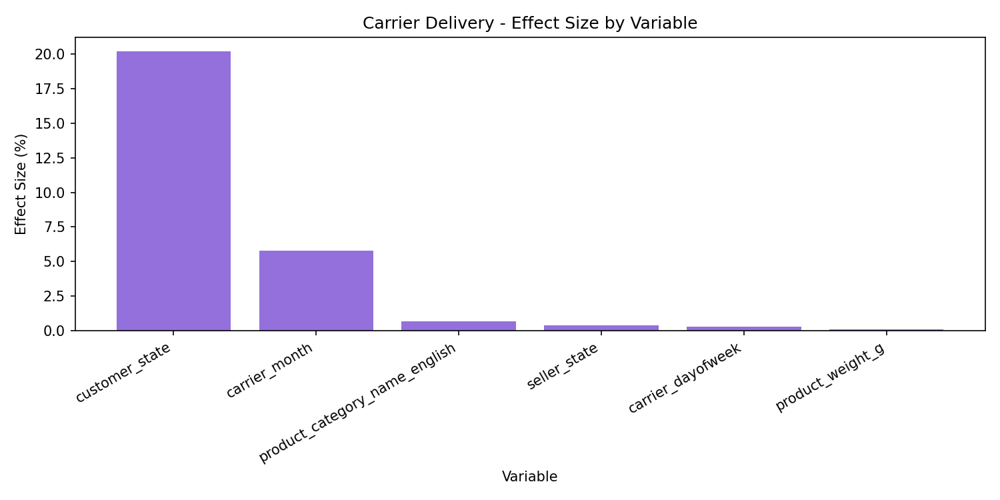 Carrier Delivery - Effect Size by Variable
Effect Size (%)
20.0
17.5
15.0
12.5
10.0
7.5
5.0
2.5
0.0
customer_state
carrier_month
product_category_name_english
seller_state
carrier_dayofweek
product_weight_g
Variable